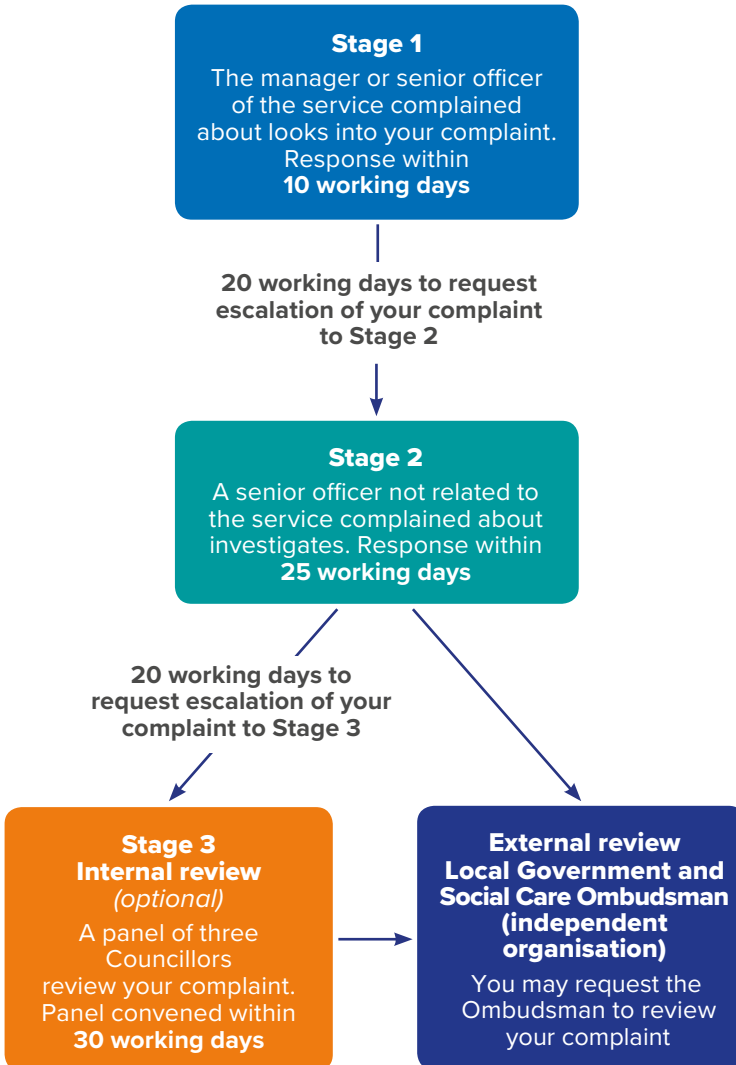 Stage 1
The manager or senior officer
of the service complained
about looks into your complaint.
Response within
10 working days
20 working days to request
escalation of your complaint
to Stage 2
Stage 2
A senior officer not related to
the service complained about
investigates. Response within
25 working days
20 working days to
request escalation of your
complaint to Stage 3
Stage 3
Internal review
(optional)
A panel of three
Councillors
review your complaint.
Panel convened within
30 working days
External review
Local Government and
Social Care Ombudsman
(independent
organisation)
You may request the
Ombudsman to review
your complaint